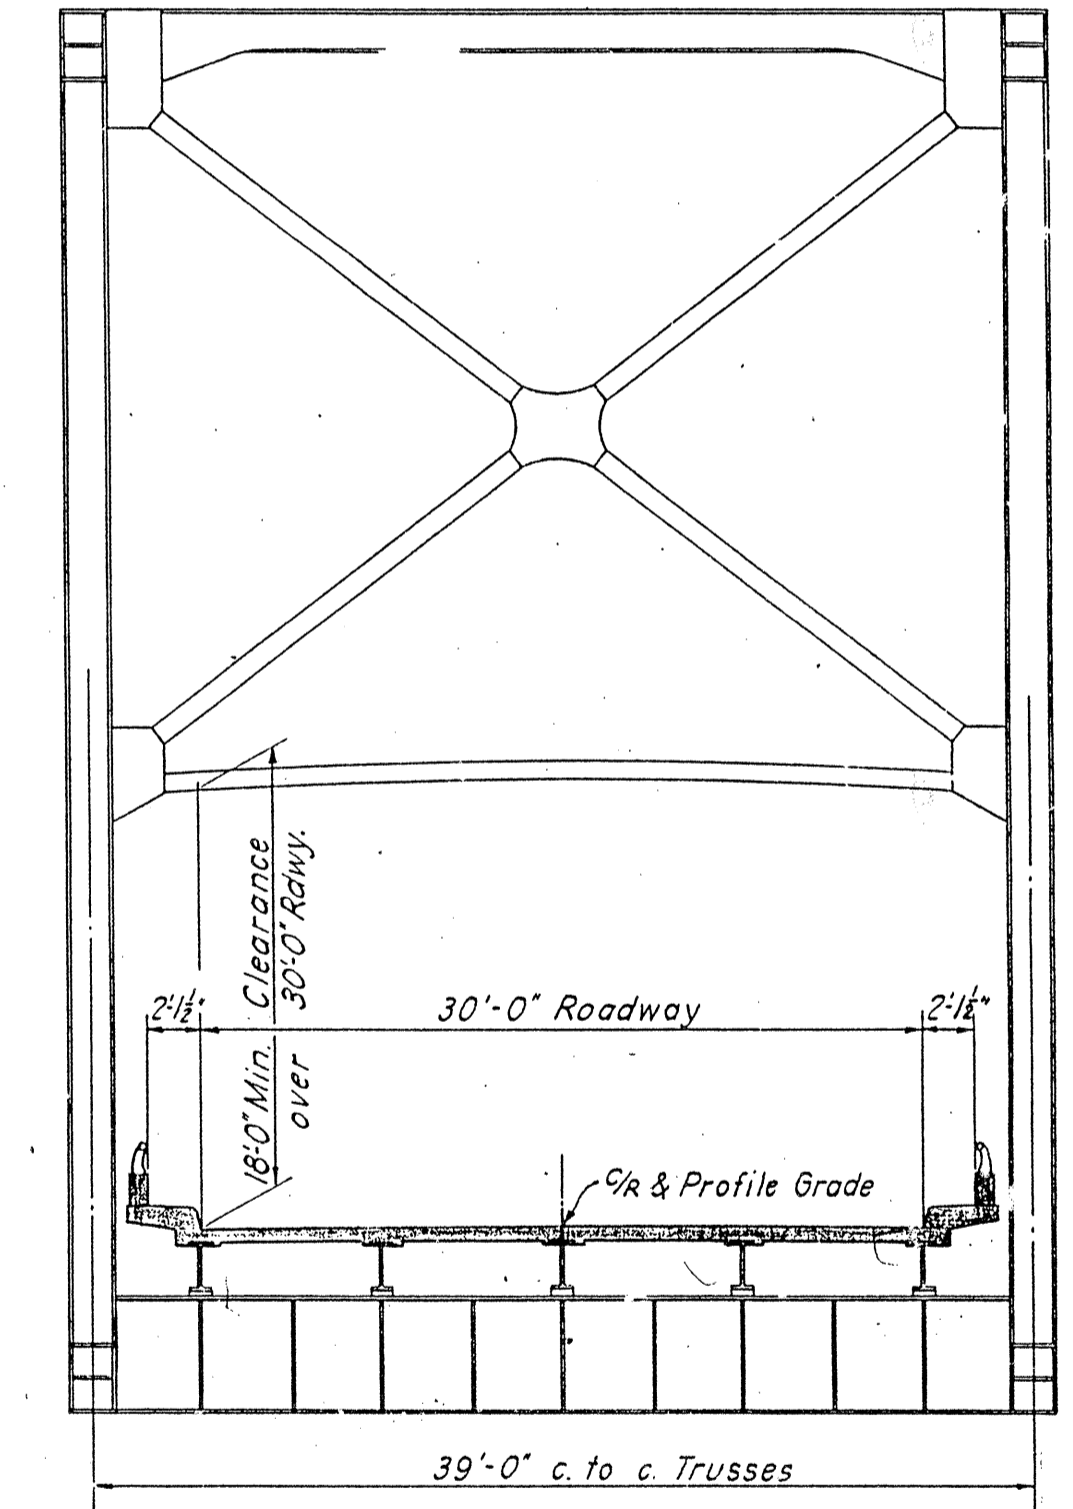 18'-0" Min. Clearance
over 30'-0" Rdwy.
2'-1½"
30'-0" Roadway
2'-1½"
C/R & Profile Grade
39'-0" c. to c. Trusses